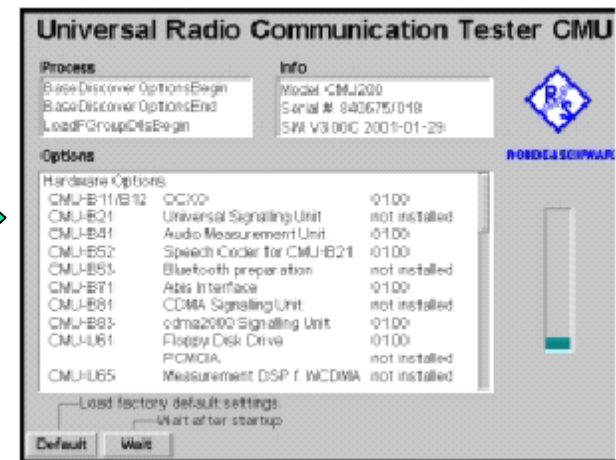 Universal Radio Communication Tester CMU
Process
BaseDiscoverOptionsBegin
BaseDiscoverOptionsEnd
LoadFGroupDllsBegin
Info
Model CMU200
Serial #: 840675/018
SW V3.00C 2001-01-29
R&S
ROHDE&SCHWARZ
Options
Hardware Options
CMU-B11/B12 OCXO 0100
CMU-B21 Universal Signalling Unit not installed
CMU-B41 Audio Measurement Unit 0100
CMU-B52 Speech Coder for CMU-B21 0100
CMU-B53 Bluetooth preparation not installed
CMU-B71 Abis Interface 0100
CMU-B81 CDMA Signaling Unit not installed
CMU-B83 cdma2000 Signalling Unit 0100
CMU-U61 Floppy Disk Drive 0100
PCMCIA not installed
CMU-U65 Measurement DSP f. WCDMA not installed
Load factory default settings
Wait after startup
Default Wait